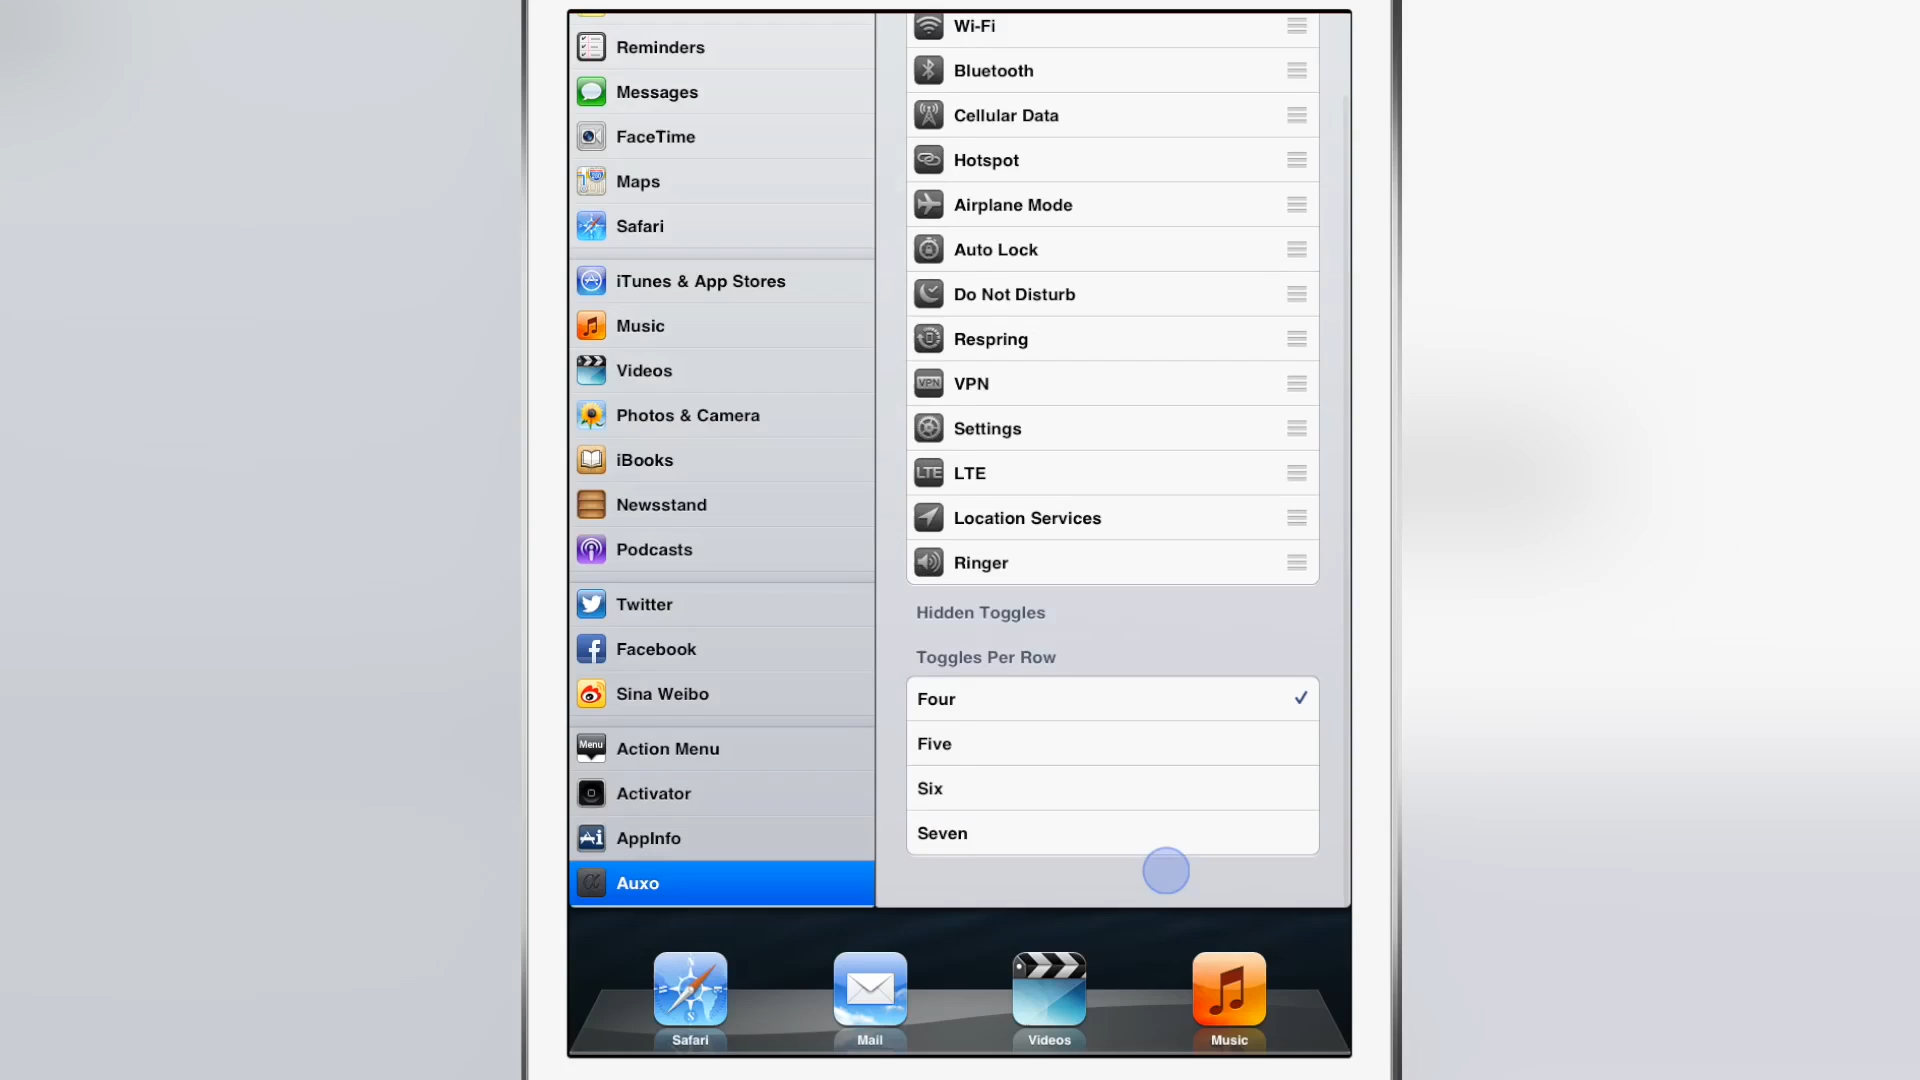 Reminders
Messages
FaceTime
Maps
Safari
iTunes & App Stores
Music
Videos
Photos & Camera
iBooks
Newsstand
Podcasts
Twitter
Facebook
Sina Weibo
Menu
Action Menu
Activator
AppInfo
Auxo
Wi-Fi
Bluetooth
Cellular Data
Hotspot
Airplane Mode
Auto Lock
Do Not Disturb
Respring
VPN
VPN
Settings
LTE
LTE
Location Services
Ringer
Hidden Toggles
Toggles Per Row
Four
Five
Six
Seven
Safari
Mail
Videos
Music